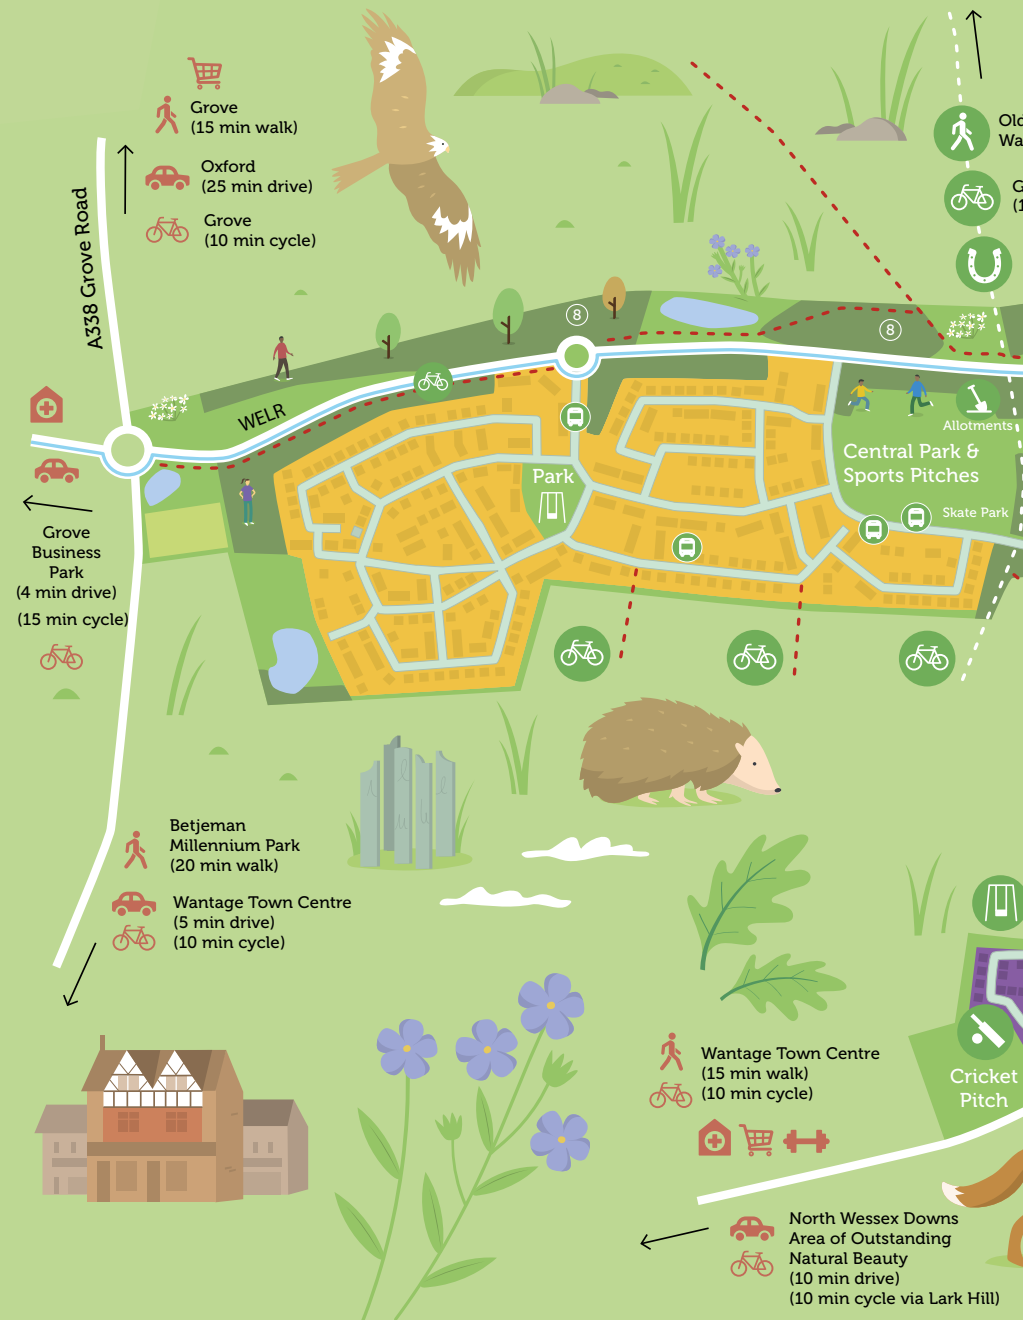 Grove
(15 min walk)
Oxford
(25 min drive)
Grove
(10 min cycle)
A338 Grove Road
WELR
8
8
Allotments
Central Park &
Sports Pitches
Skate Park
Park
Grove
Business
Park
(4 min drive)
(15 min cycle)
Betjeman
Millennium Park
(20 min walk)
Wantage Town Centre
(5 min drive)
(10 min cycle)
Wantage Town Centre
(15 min walk)
(10 min cycle)
Cricket
Pitch
North Wessex Downs
Area of Outstanding
Natural Beauty
(10 min drive)
(10 min cycle via Lark Hill)